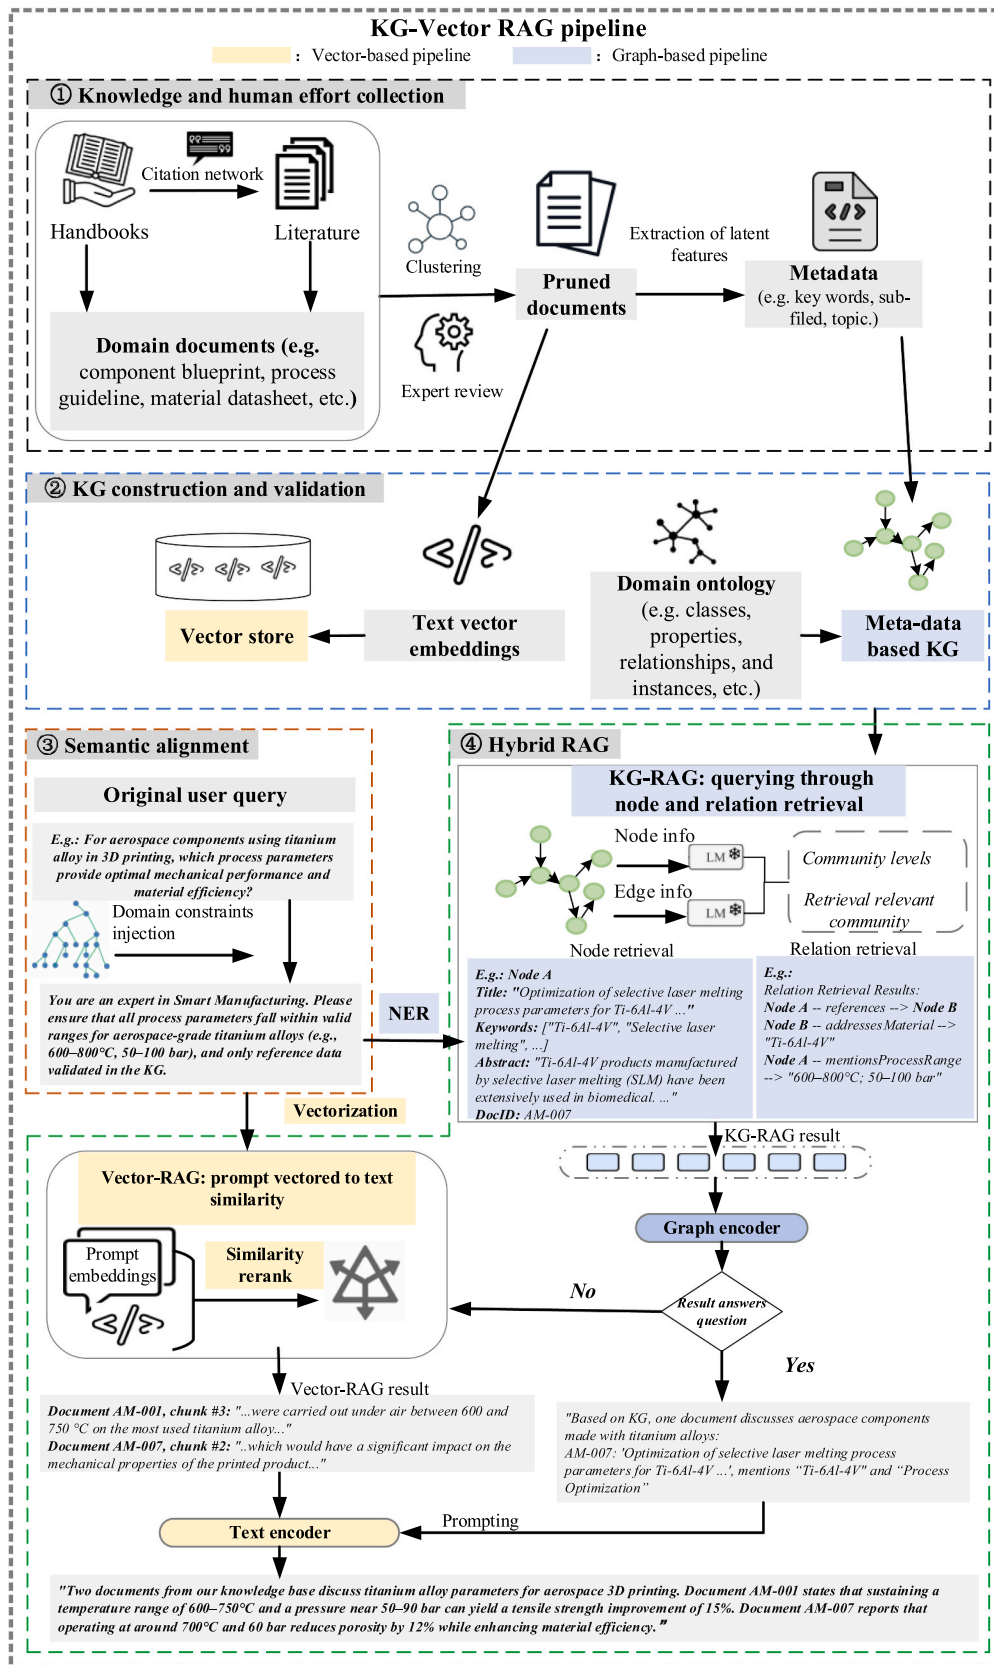 KG-Vector RAG pipeline
: Vector-based pipeline
: Graph-based pipeline
① Knowledge and human effort collection
Citation network
Handbooks
Literature
Domain documents (e.g.
component blueprint, process
guideline, material datasheet, etc.)
Clustering
Expert review
Pruned
documents
Extraction of latent
features
Metadata
(e.g. key words, sub-
filed, topic.)
② KG construction and validation
Vector store
Text vector
embeddings
Domain ontology
(e.g. classes,
properties,
relationships, and
instances, etc.)
Meta-data
based KG
③ Semantic alignment
Original user query
E.g.: For aerospace components using titanium
alloy in 3D printing, which process parameters
provide optimal mechanical performance and
material efficiency?
Domain constraints
injection
You are an expert in Smart Manufacturing. Please
ensure that all process parameters fall within valid
ranges for aerospace-grade titanium alloys (e.g.,
600–800°C, 50–100 bar), and only reference data
validated in the KG.
NER
Vectorization
④ Hybrid RAG
KG-RAG: querying through
node and relation retrieval
Node info
LM
Edge info
LM
Community levels
Retrieval relevant
community
Node retrieval
Relation retrieval
E.g.: Node A
Title: "Optimization of selective laser melting
process parameters for Ti-6Al-4V ..."
Keywords: ["Ti-6Al-4V", "Selective laser
melting", ...]
Abstract: "Ti-6Al-4V products manufactured
by selective laser melting (SLM) have been
extensively used in biomedical. ..."
DocID: AM-007
E.g.:
Relation Retrieval Results:
Node A -- references --> Node B
Node B -- addressesMaterial -->
"Ti-6Al-4V"
Node A -- mentionsProcessRange
--> "600–800°C; 50–100 bar"
KG-RAG result
Graph encoder
Result answers
question
No
Yes
Vector-RAG: prompt vectored to text
similarity
Prompt
embeddings
Similarity
rerank
Vector-RAG result
Document AM-001, chunk #3: "...were carried out under air between 600 and
750 °C on the most used titanium alloy..."
Document AM-007, chunk #2: "..which would have a significant impact on the
mechanical properties of the printed product..."
"Based on KG, one document discusses aerospace components
made with titanium alloys:
AM-007: 'Optimization of selective laser melting process
parameters for Ti-6Al-4V ...', mentions “Ti-6Al-4V" and “Process
Optimization”
Prompting
Text encoder
"Two documents from our knowledge base discuss titanium alloy parameters for aerospace 3D printing. Document AM-001 states that sustaining a
temperature range of 600–750°C and a pressure near 50–90 bar can yield a tensile strength improvement of 15%. Document AM-007 reports that
operating at around 700°C and 60 bar reduces porosity by 12% while enhancing material efficiency.”